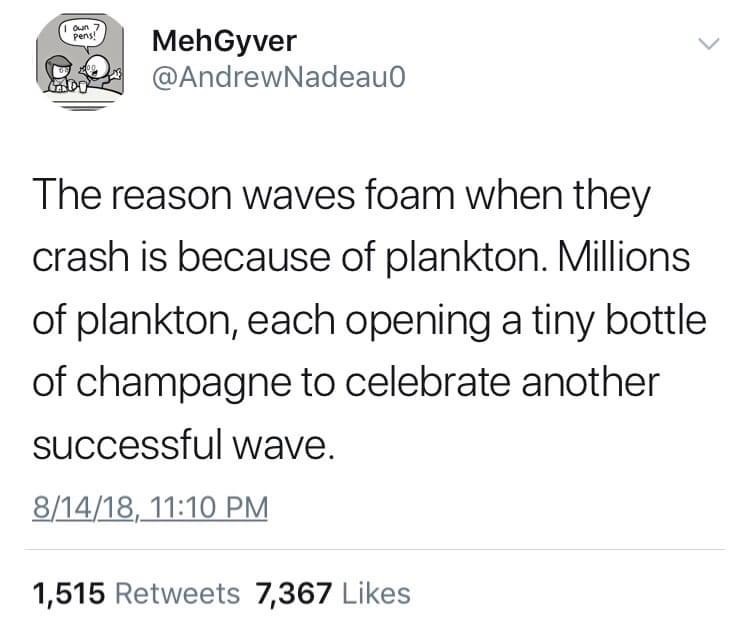 I own 7
pens!
MehGyver
@AndrewNadeau0
The reason waves foam when they
crash is because of plankton. Millions
of plankton, each opening a tiny bottle
of champagne to celebrate another
successful wave.
8/14/18, 11:10 PM
1,515 Retweets 7,367 Likes